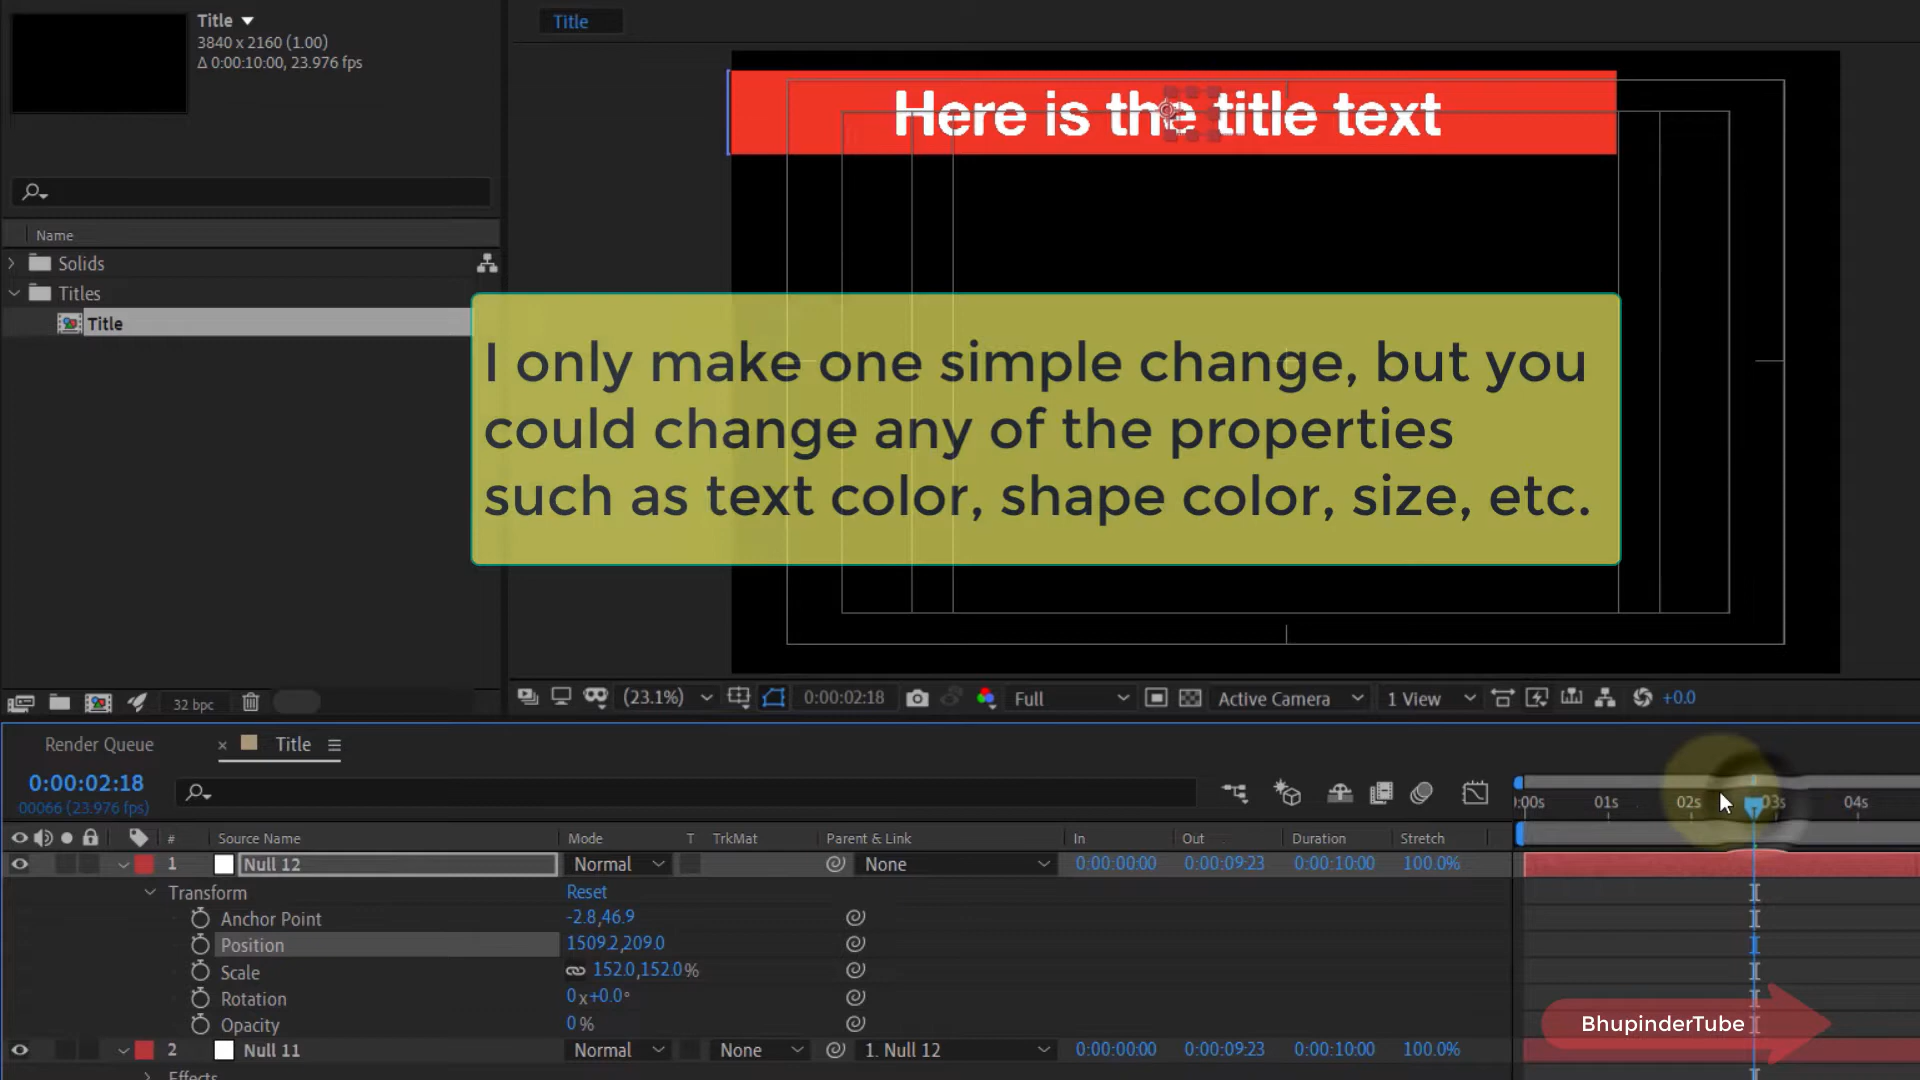 Title
3840 x 2160 (1.00)
Δ 0:00:10:00, 23.976 fps
Name
Solids
Titles
Title
32 bpc
Title
Here is the title text
I only make one simple change, but you
could change any of the properties
such as text color, shape color, size, etc.
(23.1%) 0:00:02:18 Full Active Camera 1 View +0.0
Render Queue × Title
0:00:02:18
00066 (23.976 fps)
:00s 01s 02s 03s 04s
# Source Name Mode T TrkMat Parent & Link In Out Duration Stretch
1 Null 12 Normal None 0:00:00:00 0:00:09:23 0:00:10:00 100.0%
Transform Reset
Anchor Point -2.8,46.9
Position 1509.2,209.0
Scale 152.0,152.0%
Rotation 0x+0.0°
Opacity 0%
BhupinderTube
2 Null 11 Normal None 1. Null 12 0:00:00:00 0:00:09:23 0:00:10:00 100.0%
Effects